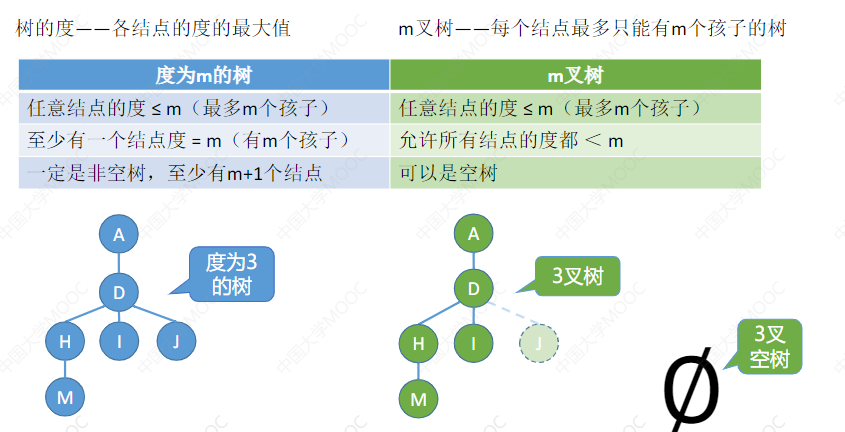 树的度——各结点的度的最大值
m叉树——每个结点最多只能有m个孩子的树
度为m的树
m叉树
任意结点的度 ≤ m（最多m个孩子）
任意结点的度 ≤ m（最多m个孩子）
至少有一个结点度 = m（有m个孩子）
允许所有结点的度都 ＜ m
一定是非空树，至少有m+1个结点
可以是空树
A
D
H
I
J
M
度为3
的树
A
D
H
I
J
M
3叉树
3叉
空树
Ø
中国大学MOOC